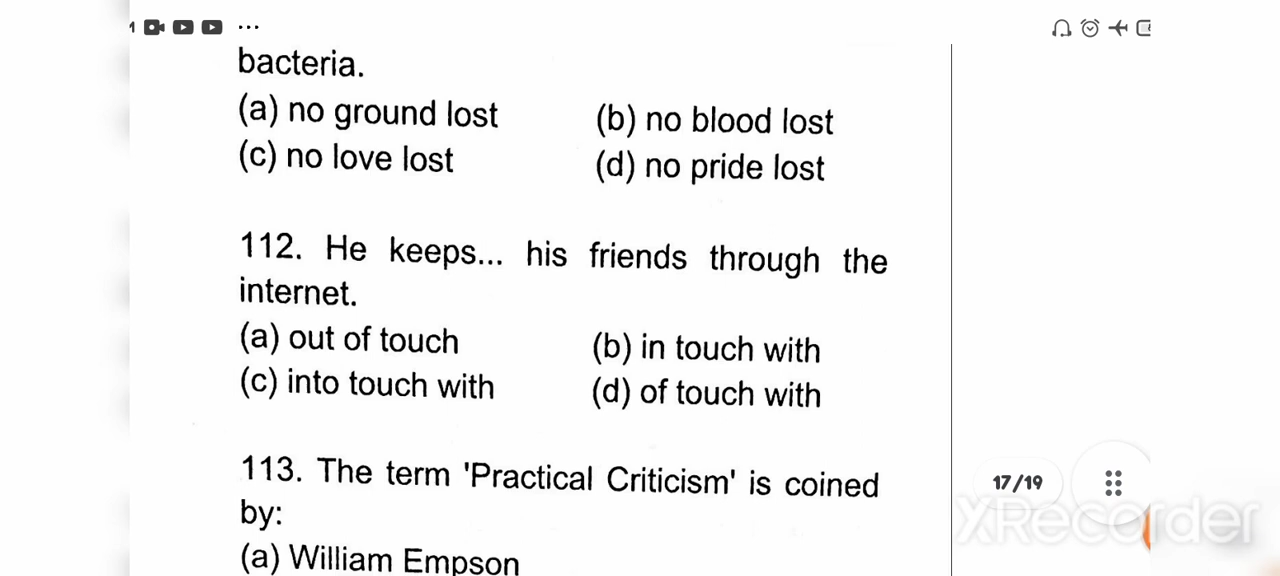 bacteria.
(a) no ground lost (b) no blood lost
(c) no love lost (d) no pride lost
112. He keeps... his friends through the
internet.
(a) out of touch (b) in touch with
(c) into touch with (d) of touch with
113. The term 'Practical Criticism' is coined
by:
(a) William Empson
17/19
XRecorder